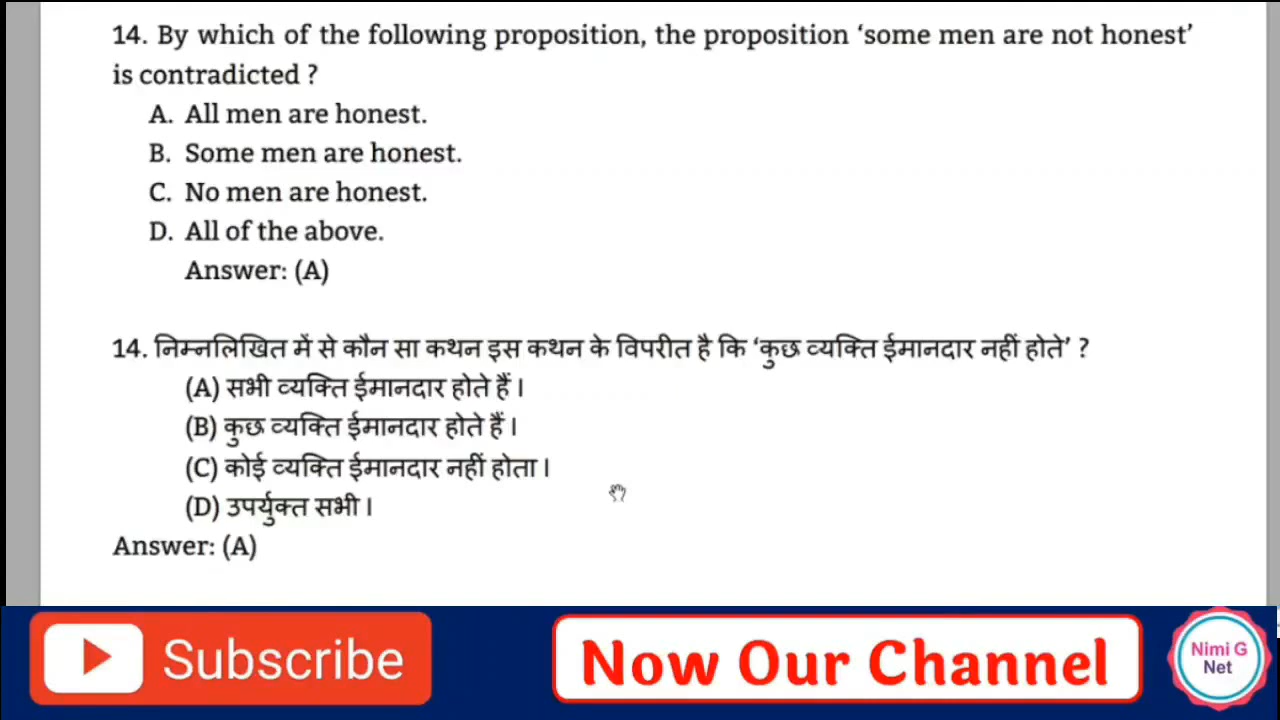 14. By which of the following proposition, the proposition ‘some men are not honest’
is contradicted ?
A. All men are honest.
B. Some men are honest.
C. No men are honest.
D. All of the above.
Answer: (A)
14. निम्नलिखित में से कौन सा कथन इस कथन के विपरीत है कि ‘कुछ व्यक्ति ईमानदार नहीं होते’ ?
(A) सभी व्यक्ति ईमानदार होते हैं ।
(B) कुछ व्यक्ति ईमानदार होते हैं ।
(C) कोई व्यक्ति ईमानदार नहीं होता ।
(D) उपर्युक्त सभी ।
Answer: (A)
Subscribe
Now Our Channel
Nimi G
Net